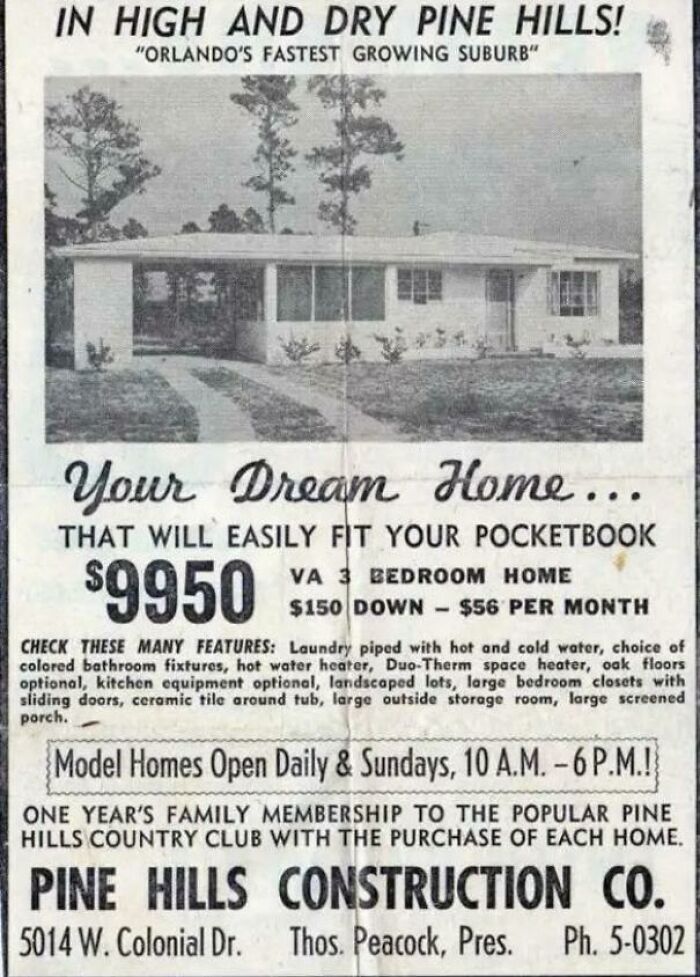 IN HIGH AND DRY PINE HILLS!
"ORLANDO'S FASTEST GROWING SUBURB"
Your Dream Home...
THAT WILL EASILY FIT YOUR POCKETBOOK
$9950
VA 3 BEDROOM HOME
$150 DOWN – $56 PER MONTH
CHECK THESE MANY FEATURES: Laundry piped with hot and cold water, choice of
colored bathroom fixtures, hot water heater, Duo-Therm space heater, oak floors
optional, kitchen equipment optional, landscaped lots, large bedroom closets with
sliding doors, ceramic tile around tub, large outside storage room, large screened
porch.
Model Homes Open Daily & Sundays, 10 A.M. – 6 P.M.!
ONE YEAR'S FAMILY MEMBERSHIP TO THE POPULAR PINE
HILLS COUNTRY CLUB WITH THE PURCHASE OF EACH HOME.
PINE HILLS CONSTRUCTION CO.
5014 W. Colonial Dr. Thos. Peacock, Pres. Ph. 5-0302